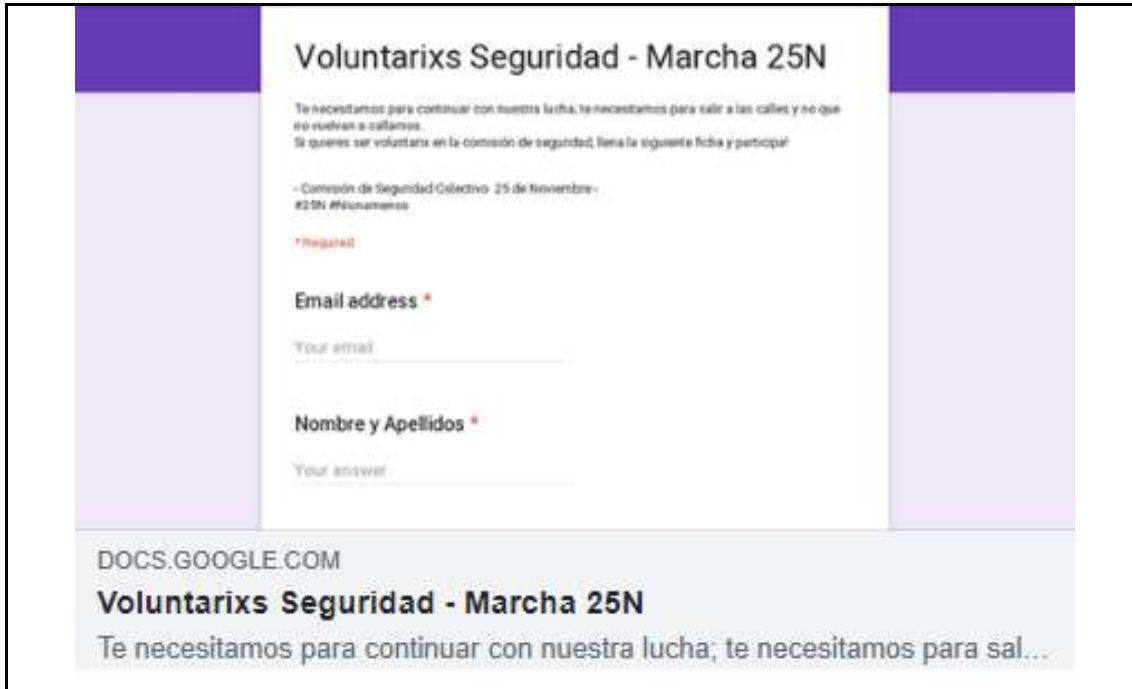 Voluntarixs Seguridad - Marcha 25N
Te necesitamos para continuar con nuestra lucha; te necesitamos para salir a las calles y no que
no vuelvan a callarnos.
Si quieres ser voluntarix en la comisión de seguridad, llena la siguiente ficha y participa!
- Comisión de Seguridad Colectivo 25 de Noviembre -
#25N #Niunamenos
* Required
Email address *
Your email
Nombre y Apellidos *
Your answer
DOCS.GOOGLE.COM
Voluntarixs Seguridad - Marcha 25N
Te necesitamos para continuar con nuestra lucha; te necesitamos para sal...